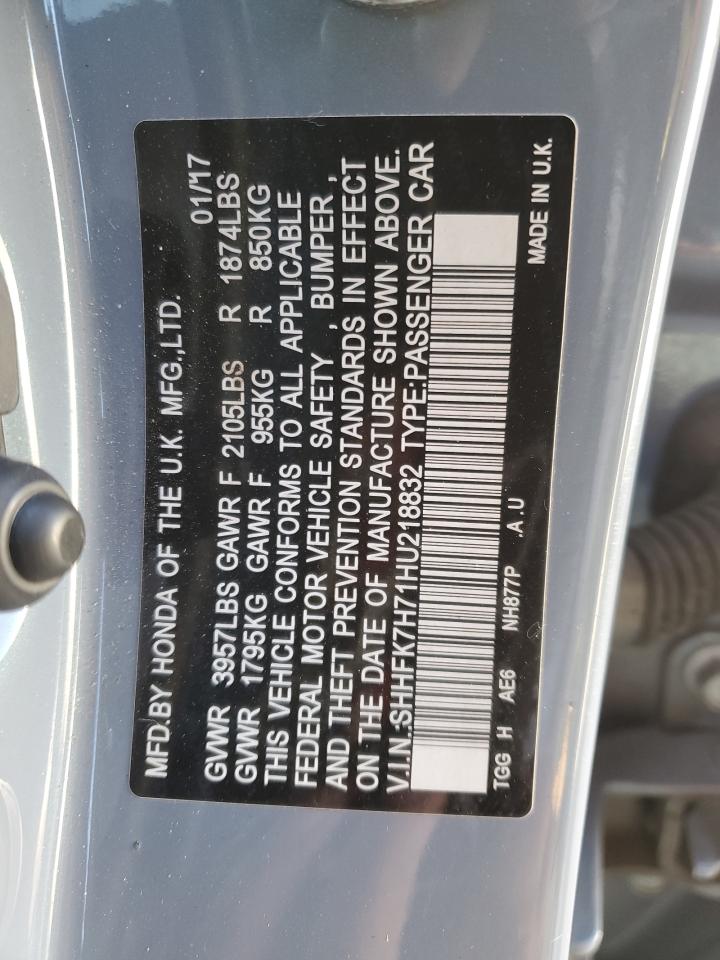 MFD.BY HONDA OF THE U.K. MFG.,LTD. 01/17
GVWR 3957LBS GAWR F 2105LBS R 1874LBS
GVWR 1795KG GAWR F 955KG R 850KG
THIS VEHICLE CONFORMS TO ALL APPLICABLE
FEDERAL MOTOR VEHICLE SAFETY , BUMPER ,
AND THEFT PREVENTION STANDARDS IN EFFECT
ON THE DATE OF MANUFACTURE SHOWN ABOVE.
V.I.N.:SHHFK7H71HU218832 TYPE:PASSENGER CAR
TGG H AE6 NH877P .A .U MADE IN U.K.